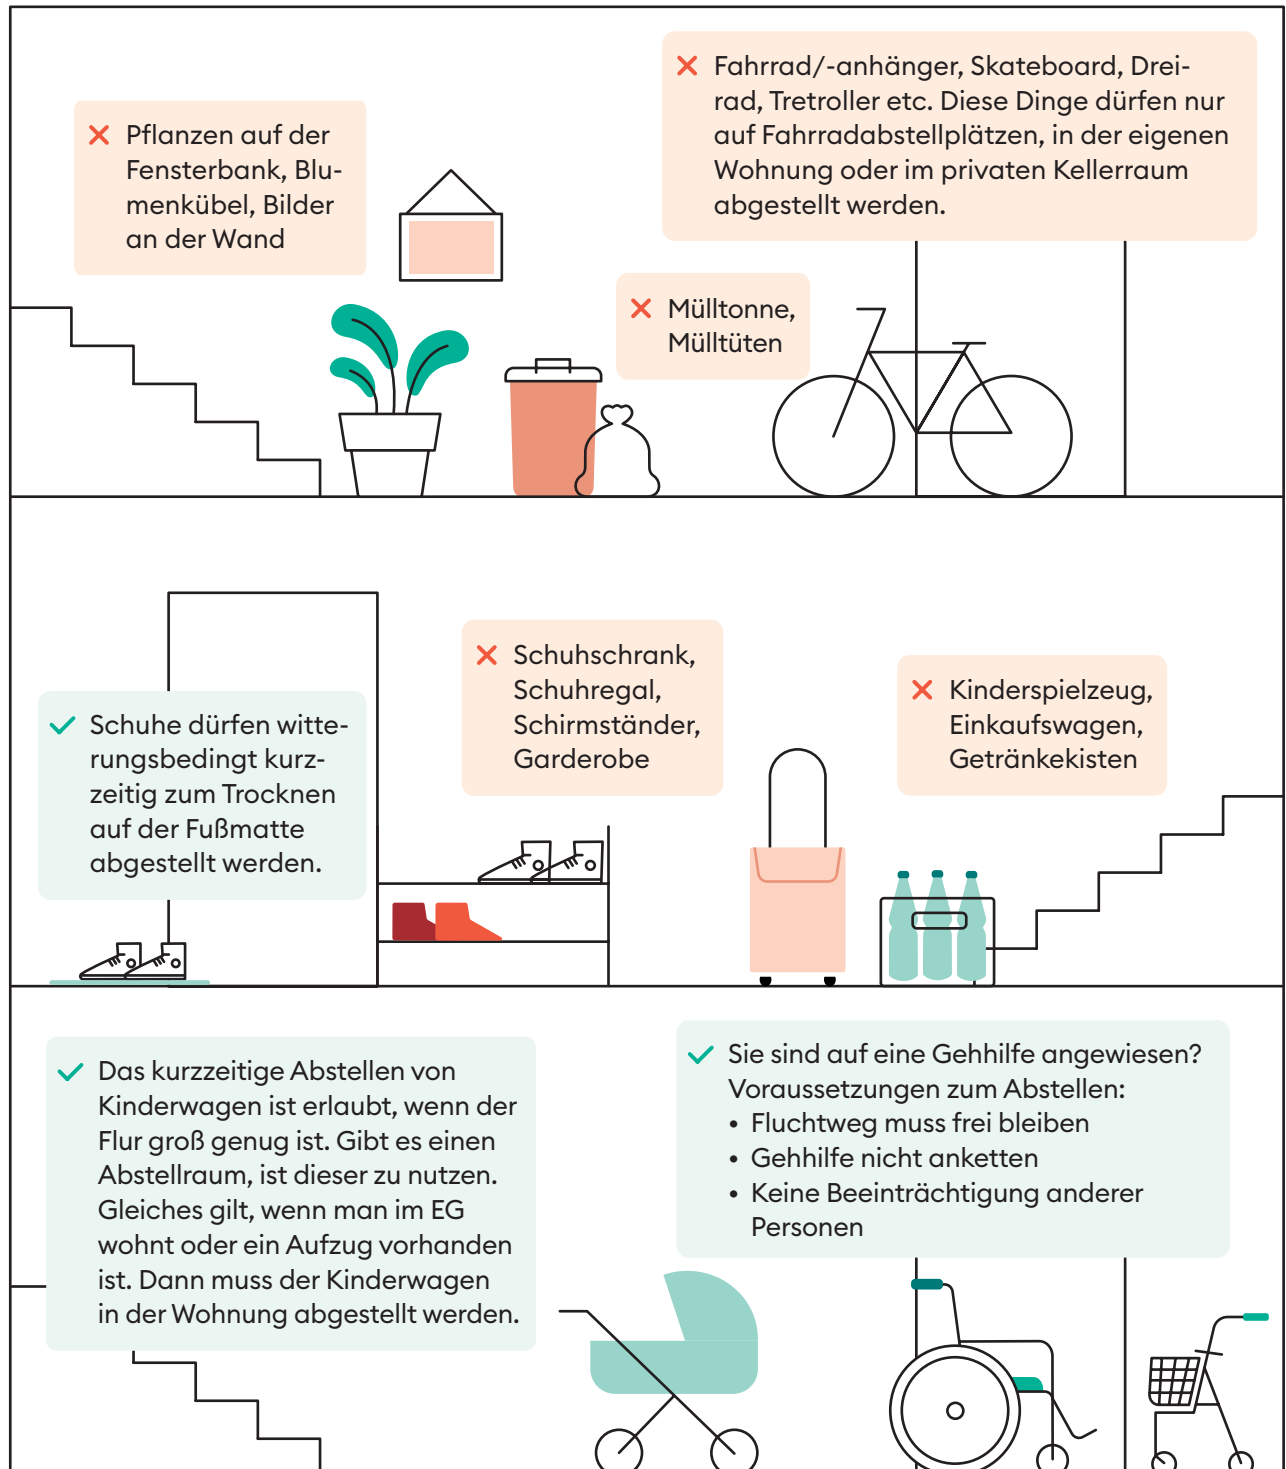 Fahrrad/-anhänger, Skateboard, Drei-
rad, Tretroller etc. Diese Dinge dürfen nur
auf Fahrradabstellplätzen, in der eigenen
Wohnung oder im privaten Kellerraum
abgestellt werden.
Pflanzen auf der
Fensterbank, Blu-
menkübel, Bilder
an der Wand
Mülltonne,
Mülltüten
Schuhschrank,
Schuhregal,
Schirmständer,
Garderobe
Kinderspielzeug,
Einkaufswagen,
Getränkekisten
Schuhe dürfen witte-
rungsbedingt kurz-
zeitig zum Trocknen
auf der Fußmatte
abgestellt werden.
Das kurzzeitige Abstellen von
Kinderwagen ist erlaubt, wenn der
Flur groß genug ist. Gibt es einen
Abstellraum, ist dieser zu nutzen.
Gleiches gilt, wenn man im EG
wohnt oder ein Aufzug vorhanden
ist. Dann muss der Kinderwagen
in der Wohnung abgestellt werden.
Sie sind auf eine Gehhilfe angewiesen?
Voraussetzungen zum Abstellen:
• Fluchtweg muss frei bleiben
• Gehhilfe nicht anketten
• Keine Beeinträchtigung anderer
Personen